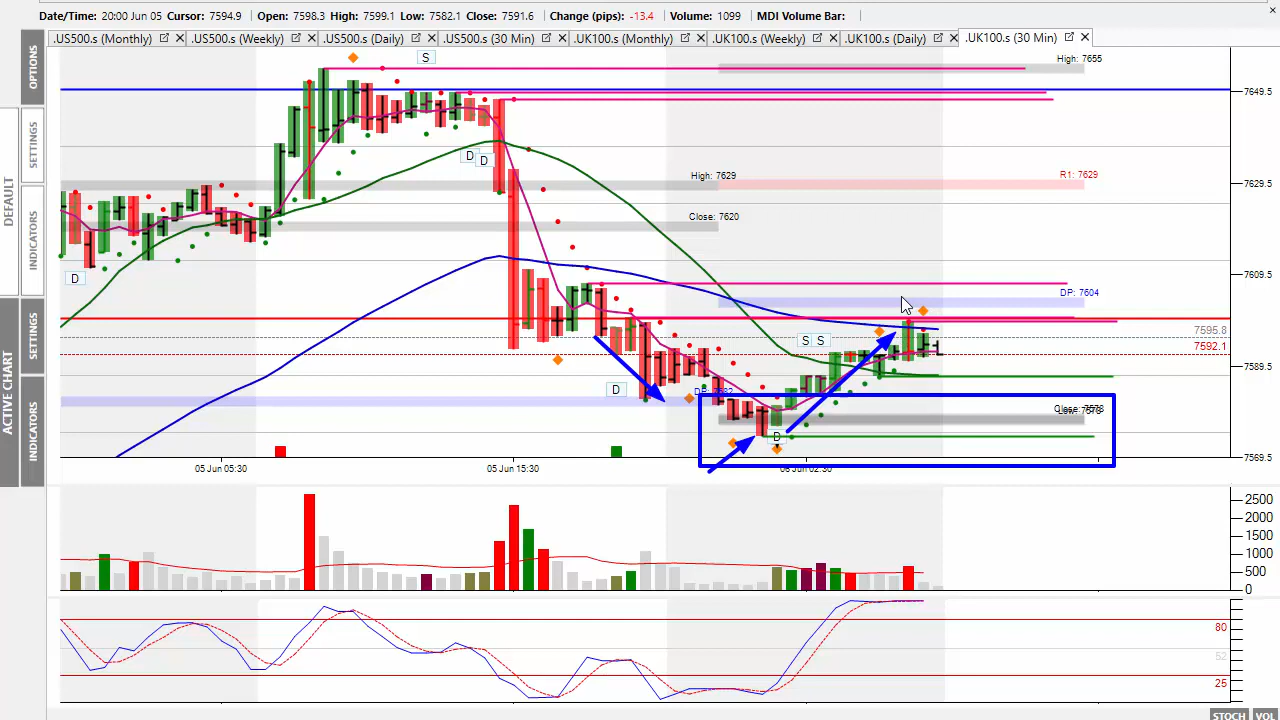 Date/Time: 20:00 Jun 05 Cursor: 7594.9 Open: 7598.3 High: 7599.1 Low: 7582.1 Close: 7591.6 Change (pips): -13.4 Volume: 1099 MDI Volume Bar:
.US500.s (Monthly) .US500.s (Weekly) .US500.s (Daily) .US500.s (30 Min) .UK100.s (Monthly) .UK100.s (Weekly) .UK100.s (Daily) .UK100.s (30 Min)
OPTIONS
SETTINGS
INDICATORS
DEFAULT
SETTINGS
INDICATORS
ACTIVE CHART
S
High: 7655
7649.5
D D
High: 7629
R1: 7629
7629.5
Close: 7620
D
7609.5
DP: 7604
7595.8
S S
7592.1
7589.5
D
Close: 7578
D
7569.5
05 Jun 05:30
05 Jun 15:30
06 Jun 02:30
2500
2000
1500
1000
500
0
80
52
25
STOCH VOL